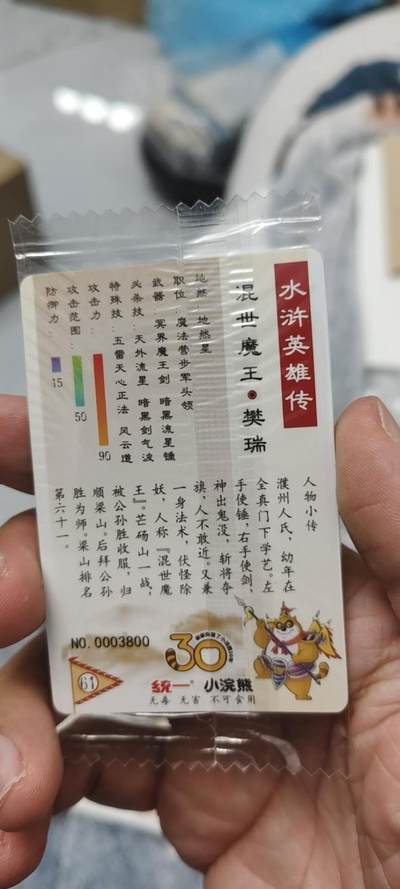 水浒英雄传
混世魔王●樊瑞
地煞：地然星
职位：魔法营步军头领
武器：冥界魔王剑 暗黑流星锤
头条技：天外流星 暗黑剑气波
特殊技：五雷天心正法 风云遁
攻击力：
90
攻击范围：
50
防御力：
15
人物小传
濮州人氏，幼年在
全真门下学艺。左
手使锤，右手使剑
神出鬼没，斩将夺
旗，人不敢近。又兼
一身法术，伏怪除
妖，人称『混世魔
王』。芒砀山一战，
被公孙胜收服，归
顺梁山。后拜公孙
胜为师。梁山排名
第六十一。
NO.0003800
61
30
统一 小浣熊
无毒 无害 不可食用